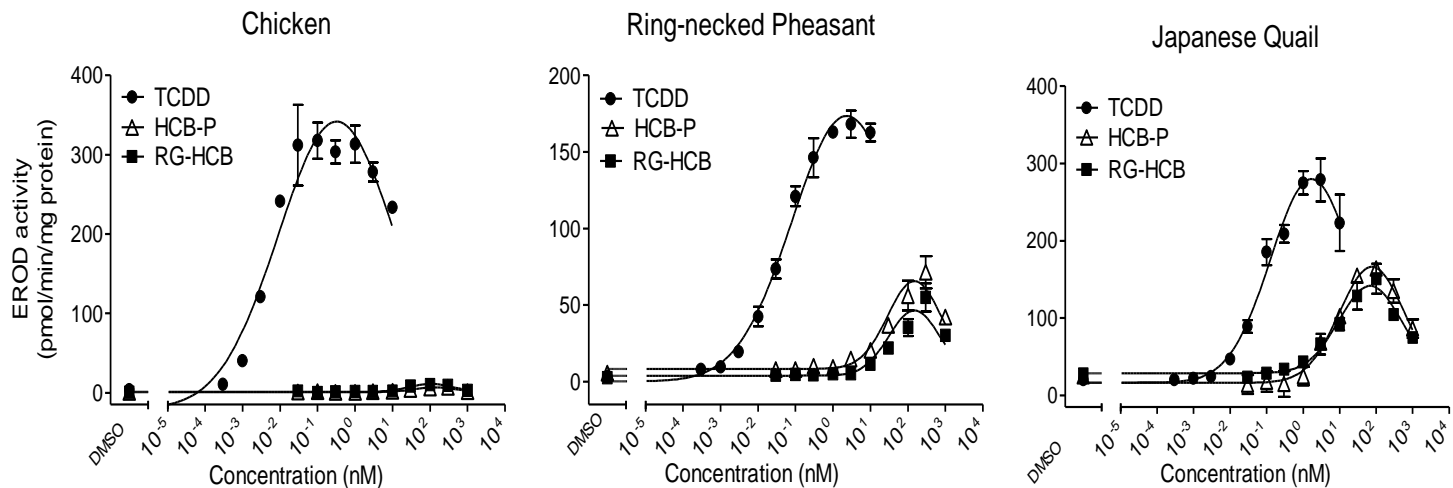 Chicken
Ring-necked Pheasant
Japanese Quail
EROD activity
(pmol/min/mg protein)
400
300
200
100
0
TCDD
HCB-P
RG-HCB
DMSO
10⁻⁵
10⁻⁴
10⁻³
10⁻²
10⁻¹
10⁰
10¹
10²
10³
10⁴
Concentration (nM)
200
150
100
50
0
TCDD
HCB-P
RG-HCB
DMSO
10⁻⁵
10⁻⁴
10⁻³
10⁻²
10⁻¹
10⁰
10¹
10²
10³
10⁴
Concentration (nM)
400
300
200
100
0
TCDD
HCB-P
RG-HCB
DMSO
10⁻⁵
10⁻⁴
10⁻³
10⁻²
10⁻¹
10⁰
10¹
10²
10³
10⁴
Concentration (nM)